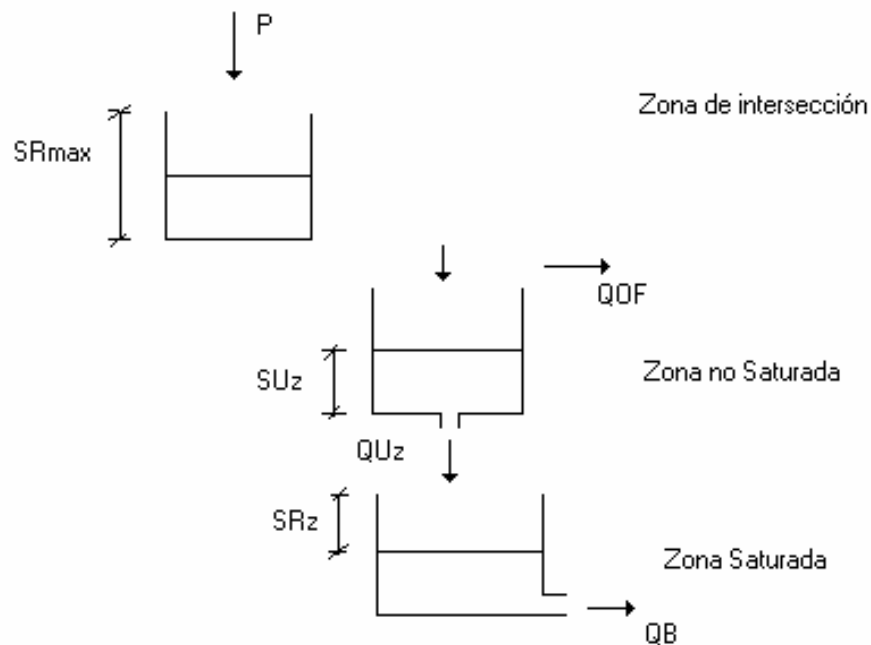 P
Zona de intersección
SRmax
QOF
SUz
Zona no Saturada
QUz
SRz
Zona Saturada
QB